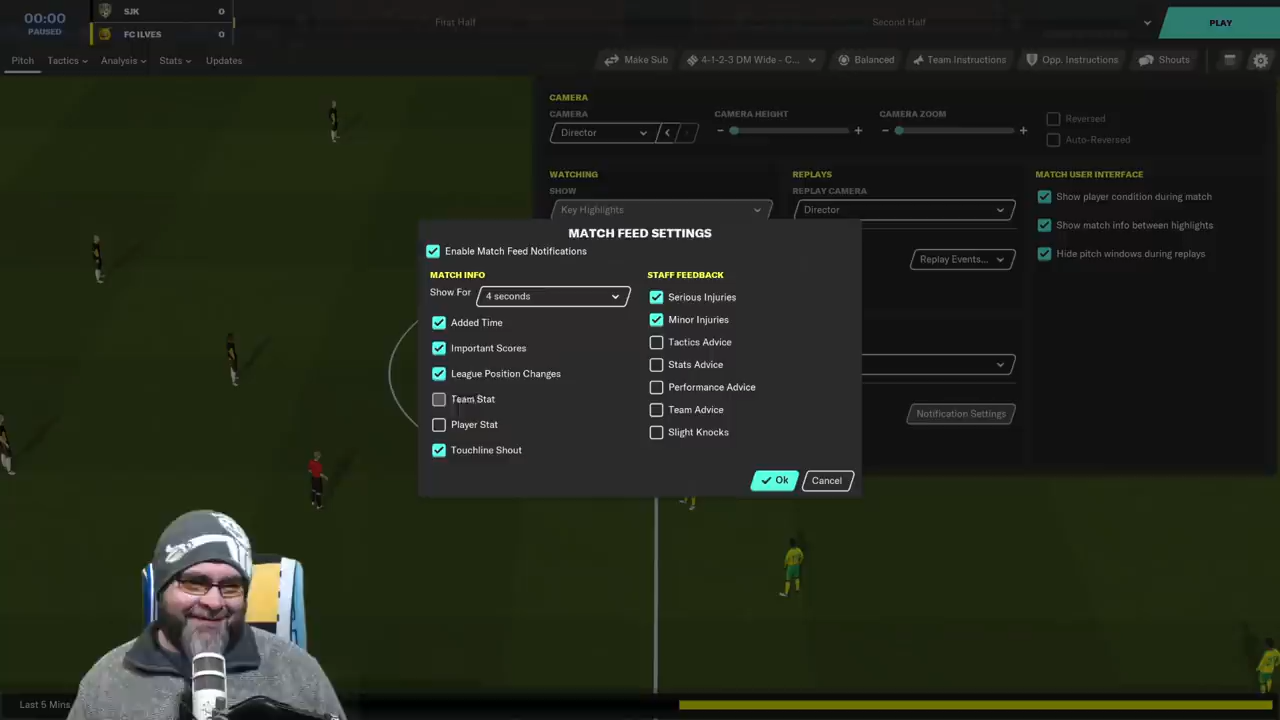 00:00
PAUSED
SJK 0
FC ILVES 0
First Half
Second Half
PLAY
Pitch
Tactics
Analysis
Stats
Updates
Make Sub
4-1-2-3 DM Wide - C...
Balanced
Team Instructions
Opp. Instructions
Shouts
CAMERA
CAMERA
Director
CAMERA HEIGHT
CAMERA ZOOM
Reversed
Auto-Reversed
WATCHING
SHOW
Key Highlights
REPLAYS
REPLAY CAMERA
Director
Replay Events...
MATCH USER INTERFACE
Show player condition during match
Show match info between highlights
Hide pitch windows during replays
Notification Settings
MATCH FEED SETTINGS
Enable Match Feed Notifications
MATCH INFO
Show For 4 seconds
Added Time
Important Scores
League Position Changes
Team Stat
Player Stat
Touchline Shout
STAFF FEEDBACK
Serious Injuries
Minor Injuries
Tactics Advice
Stats Advice
Performance Advice
Team Advice
Slight Knocks
Ok
Cancel
Last 5 Mins